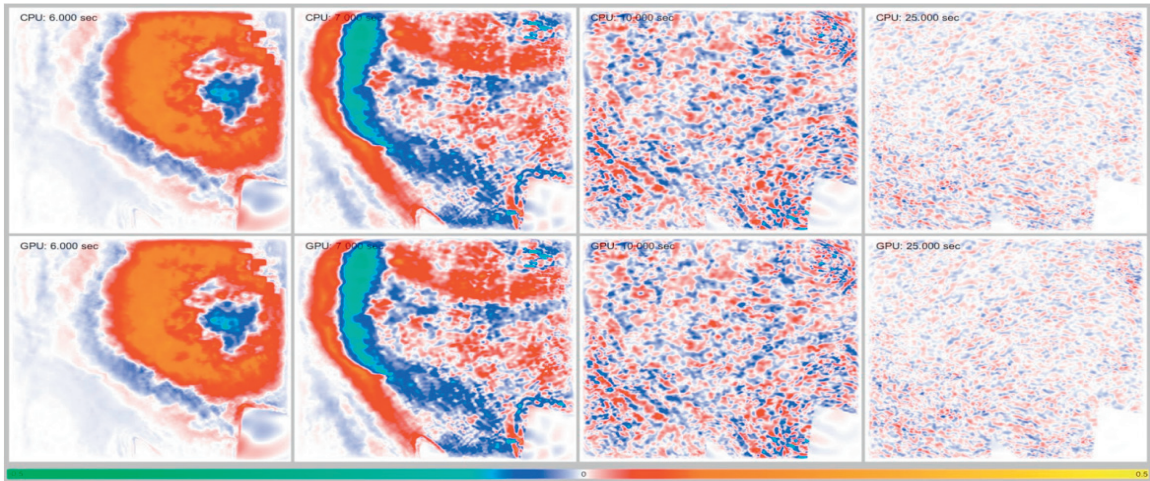 CPU: 6.000 sec
CPU: 7.000 sec
CPU: 10.000 sec
CPU: 25.000 sec
GPU: 6.000 sec
GPU: 7.000 sec
GPU: 10.000 sec
GPU: 25.000 sec
0
0.5